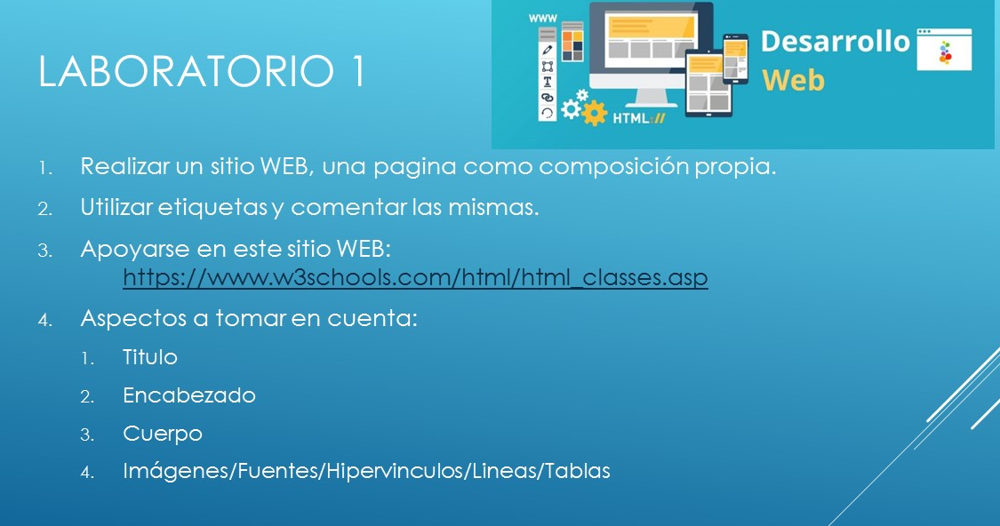 WWW
T
HTML://
Desarrollo
Web
LABORATORIO 1
1. Realizar un sitio WEB, una pagina como composición propia.
2. Utilizar etiquetas y comentar las mismas.
3. Apoyarse en este sitio WEB:
https://www.w3schools.com/html/html_classes.asp
4. Aspectos a tomar en cuenta:
1. Titulo
2. Encabezado
3. Cuerpo
4. Imágenes/Fuentes/Hipervinculos/Lineas/Tablas